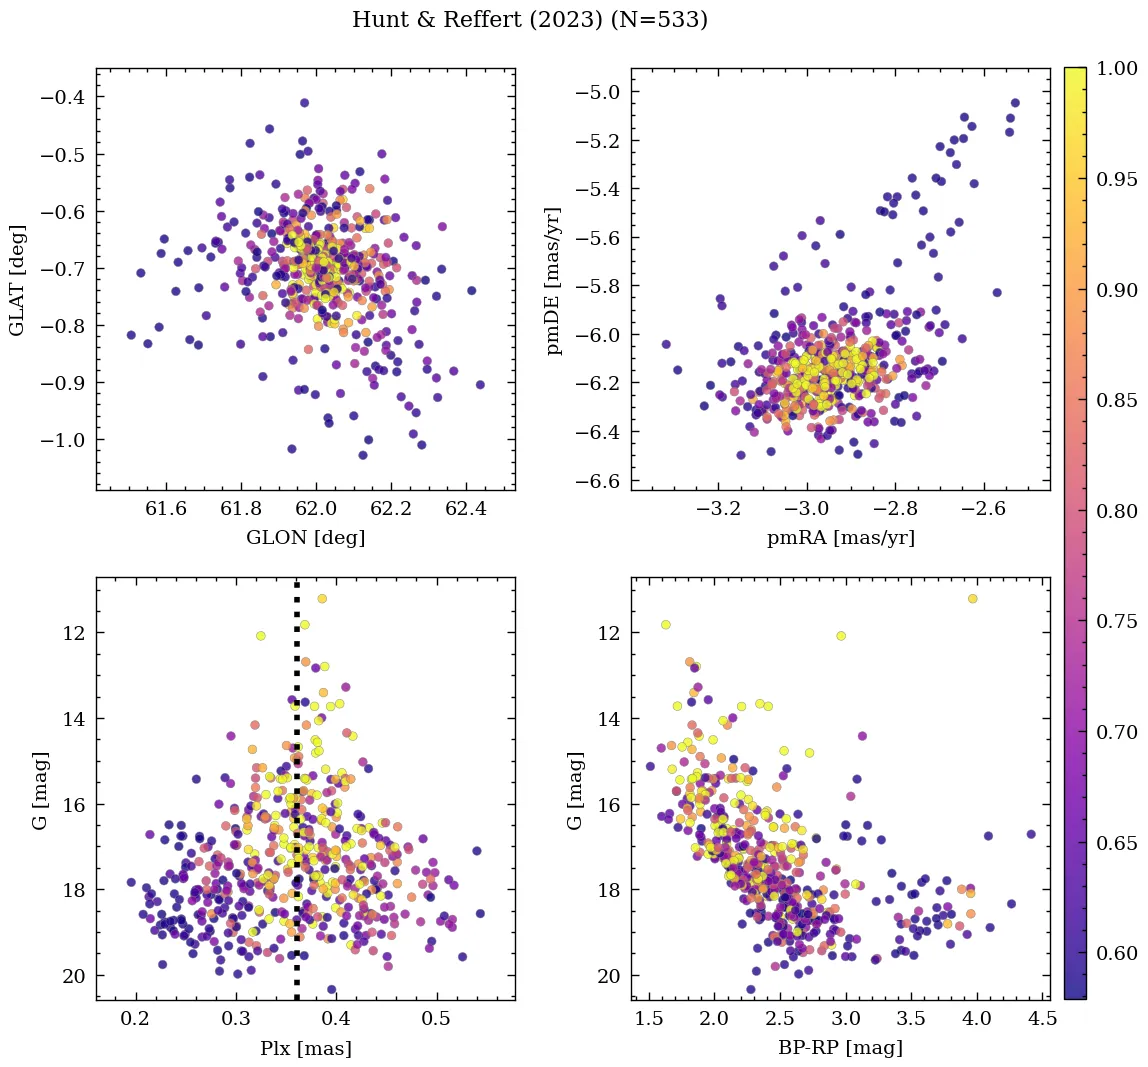 Hunt & Reffert (2023) (N=533)
−0.4
−0.5
−0.6
−0.7
−0.8
−0.9
−1.0
GLAT [deg]
61.6 61.8 62.0 62.2 62.4
GLON [deg]
−5.0
−5.2
−5.4
−5.6
−5.8
−6.0
−6.2
−6.4
−6.6
pmDE [mas/yr]
−3.2 −3.0 −2.8 −2.6
pmRA [mas/yr]
12
14
16
18
20
G [mag]
0.2 0.3 0.4 0.5
Plx [mas]
12
14
16
18
20
G [mag]
1.5 2.0 2.5 3.0 3.5 4.0 4.5
BP-RP [mag]
1.00
0.95
0.90
0.85
0.80
0.75
0.70
0.65
0.60